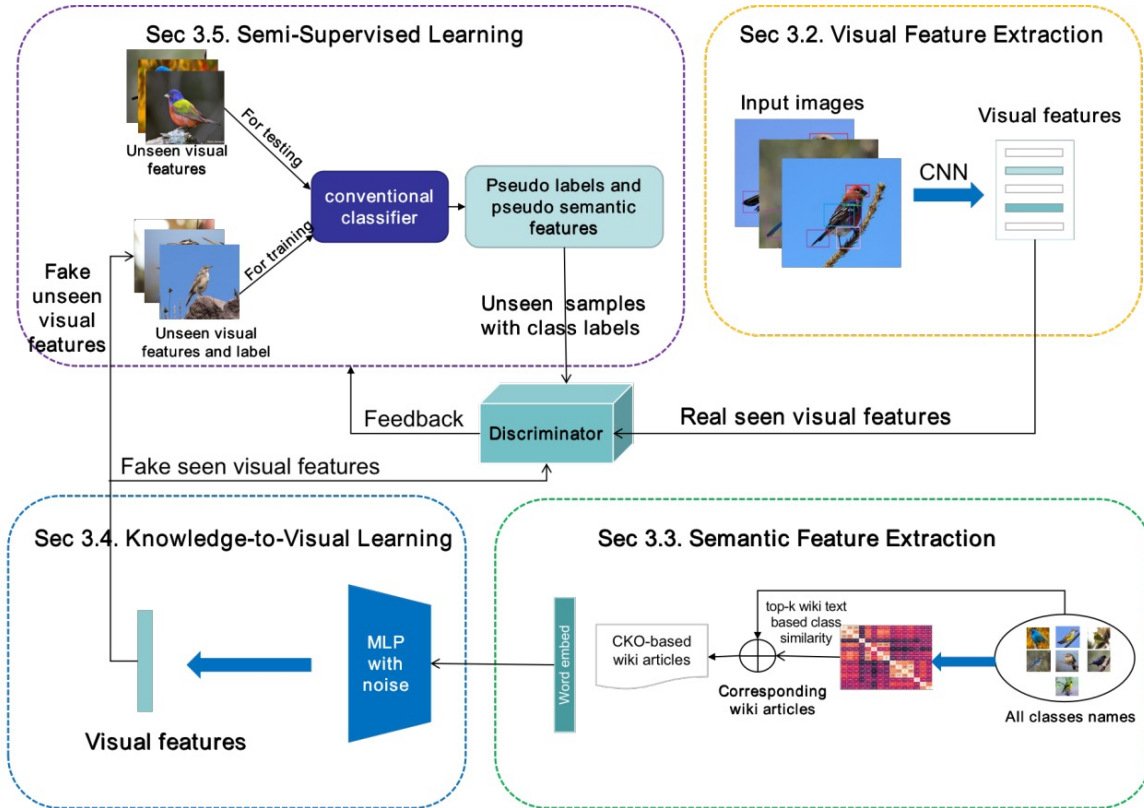 Sec 3.5. Semi-Supervised Learning
Unseen visual
features
For testing
conventional
classifier
Pseudo labels and
pseudo semantic
features
For training
Fake
unseen
visual
features
Unseen visual
features and label
Unseen samples
with class labels
Sec 3.2. Visual Feature Extraction
Input images
Visual features
CNN
Feedback
Discriminator
Real seen visual features
Fake seen visual features
Sec 3.4. Knowledge-to-Visual Learning
MLP
with
noise
Visual features
Sec 3.3. Semantic Feature Extraction
Word embed
CKO-based
wiki articles
top-k wiki text
based class
similarity
Corresponding
wiki articles
All classes names